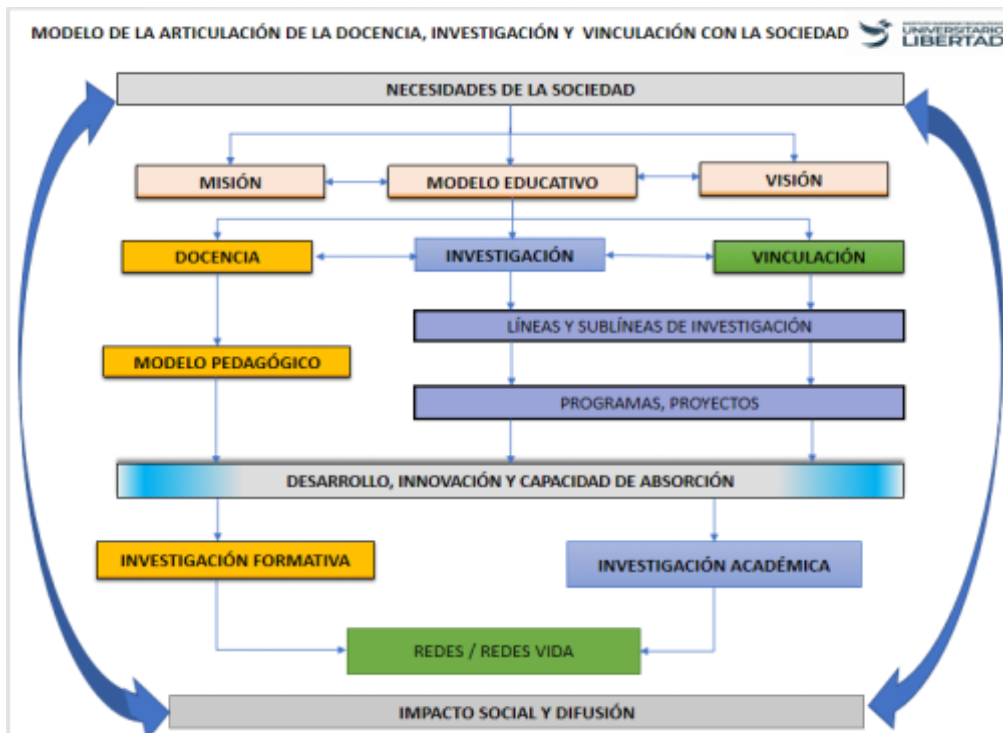 MODELO DE LA ARTICULACIÓN DE LA DOCENCIA, INVESTIGACIÓN Y VINCULACIÓN CON LA SOCIEDAD
UNIVERSITARIO
LIBERTAD
NECESIDADES DE LA SOCIEDAD
MISIÓN
MODELO EDUCATIVO
VISIÓN
DOCENCIA
INVESTIGACIÓN
VINCULACIÓN
LÍNEAS Y SUBLÍNEAS DE INVESTIGACIÓN
MODELO PEDAGÓGICO
PROGRAMAS, PROYECTOS
DESARROLLO, INNOVACIÓN Y CAPACIDAD DE ABSORCIÓN
INVESTIGACIÓN FORMATIVA
INVESTIGACIÓN ACADÉMICA
REDES / REDES VIDA
IMPACTO SOCIAL Y DIFUSIÓN